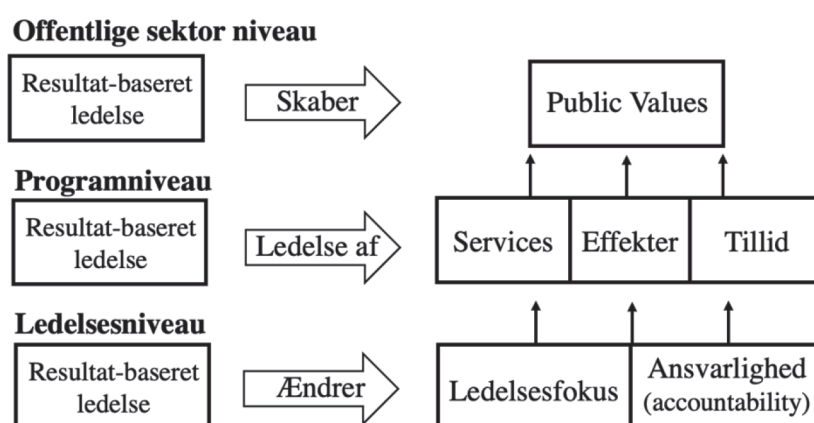 Offentlige sektor niveau
Resultat-baseret
ledelse
Skaber
Public Values
Programniveau
Resultat-baseret
ledelse
Ledelse af
Services
Effekter
Tillid
Ledelsesniveau
Resultat-baseret
ledelse
Ændrer
Ledelsesfokus
Ansvarlighed
(accountability)